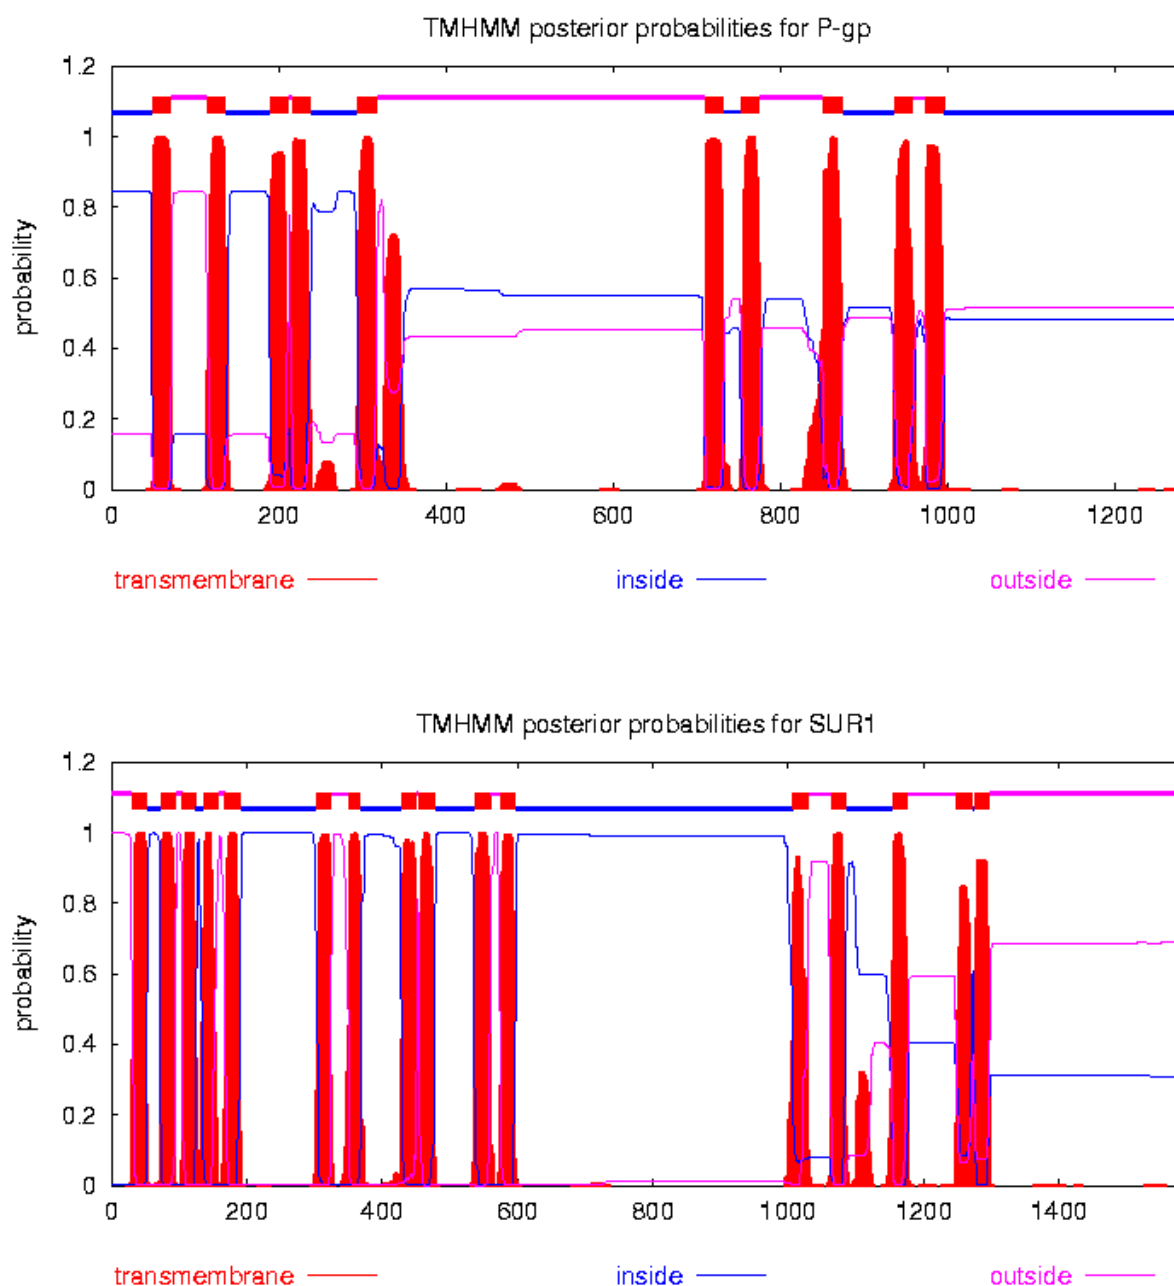 TMHMM posterior probabilities for P-gp
1.2
1
0.8
0.6
0.4
0.2
0
probability
0 200 400 600 800 1000 1200
transmembrane inside outside
TMHMM posterior probabilities for SUR1
1.2
1
0.8
0.6
0.4
0.2
0
probability
0 200 400 600 800 1000 1200 1400
transmembrane inside outside